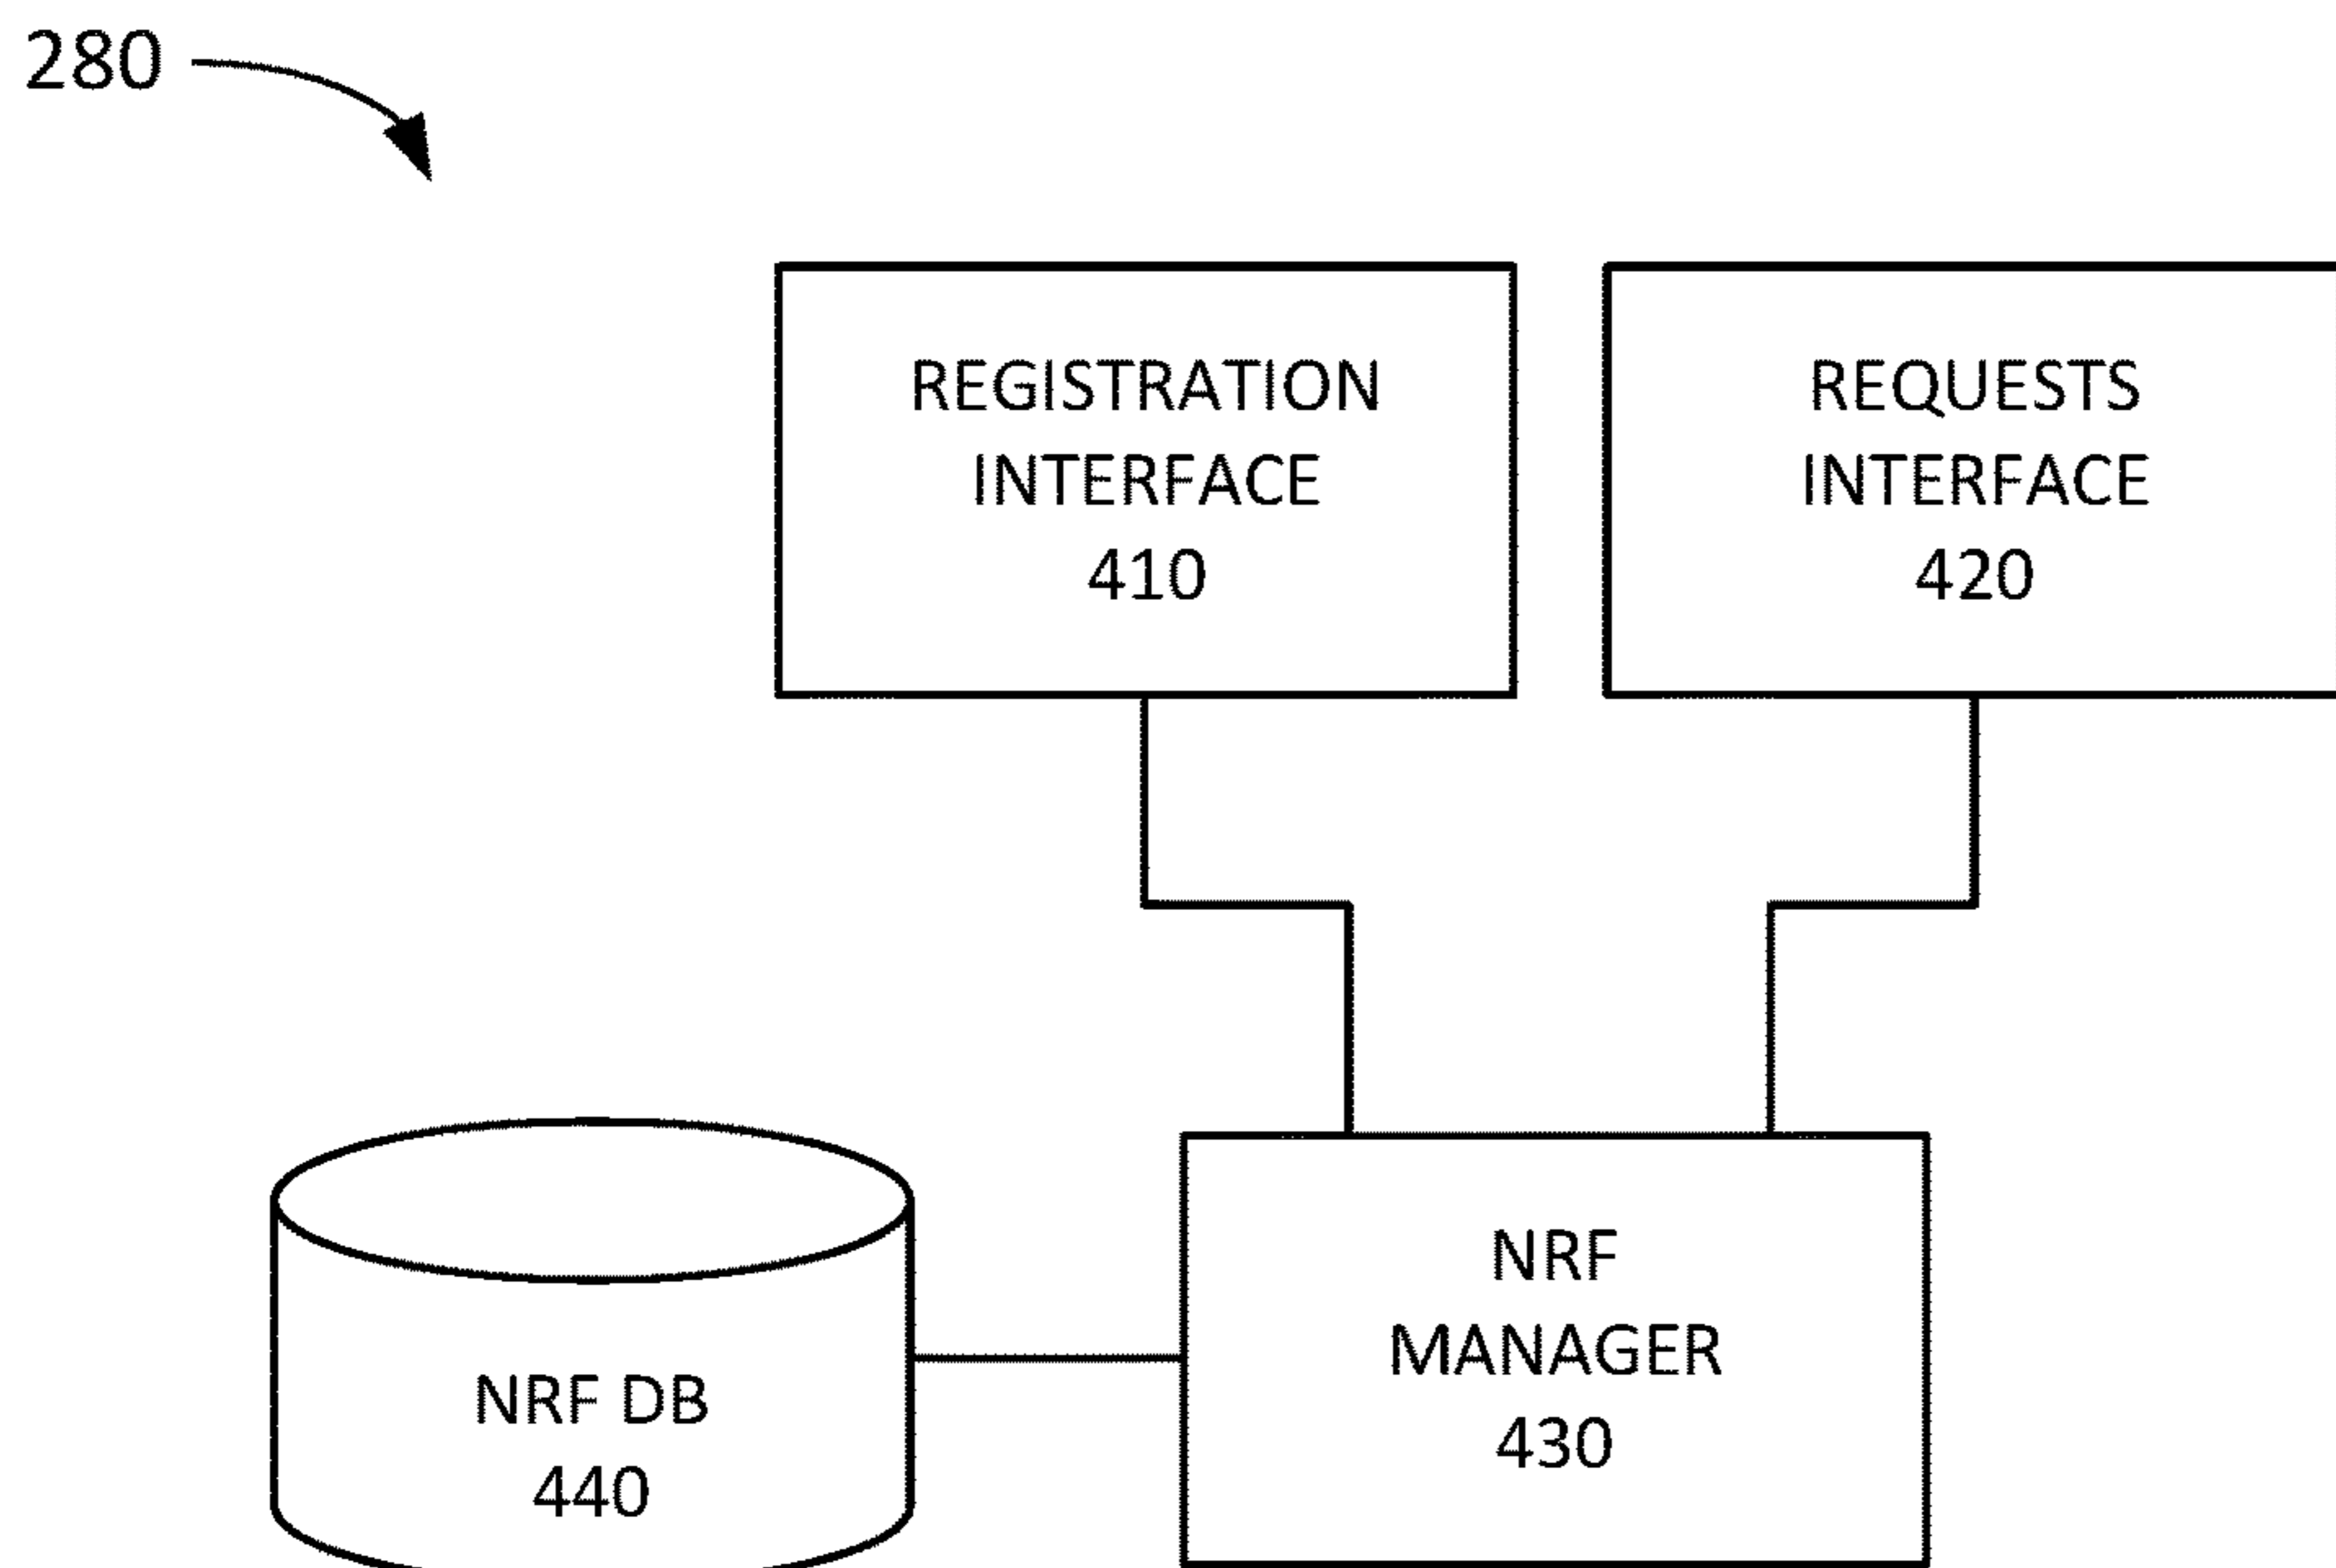 280
REGISTRATION
INTERFACE
410
REQUESTS
INTERFACE
420
NRF
MANAGER
430
NRF DB
440